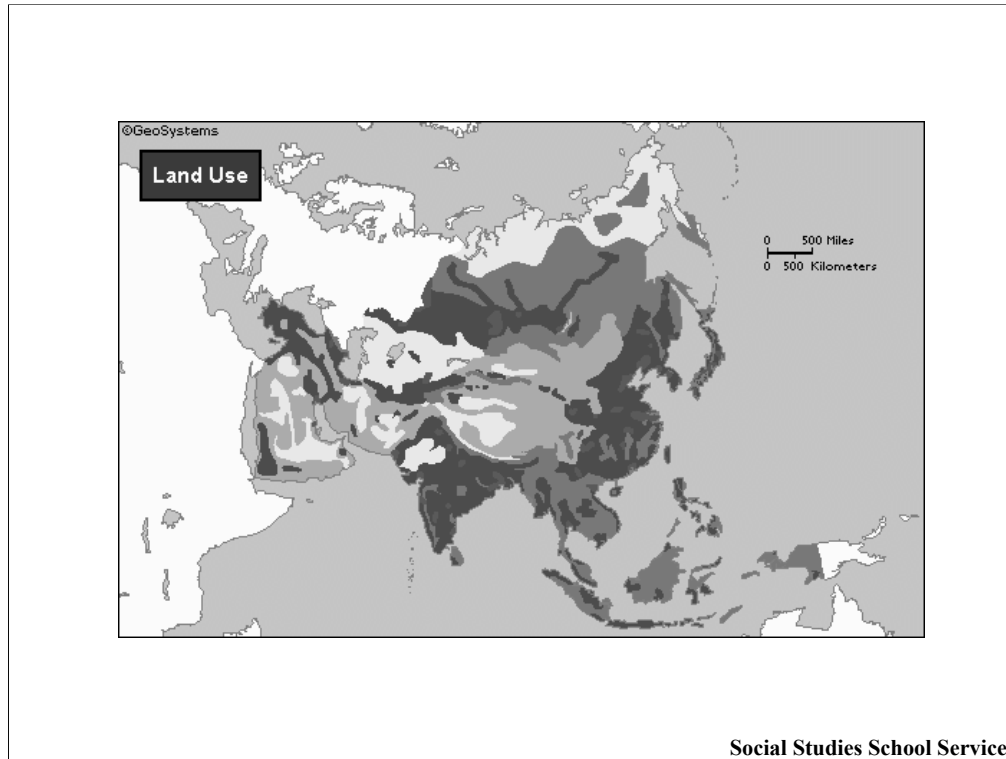 ©GeoSystems
Land Use
0 500 Miles
0 500 Kilometers
Social Studies School Service